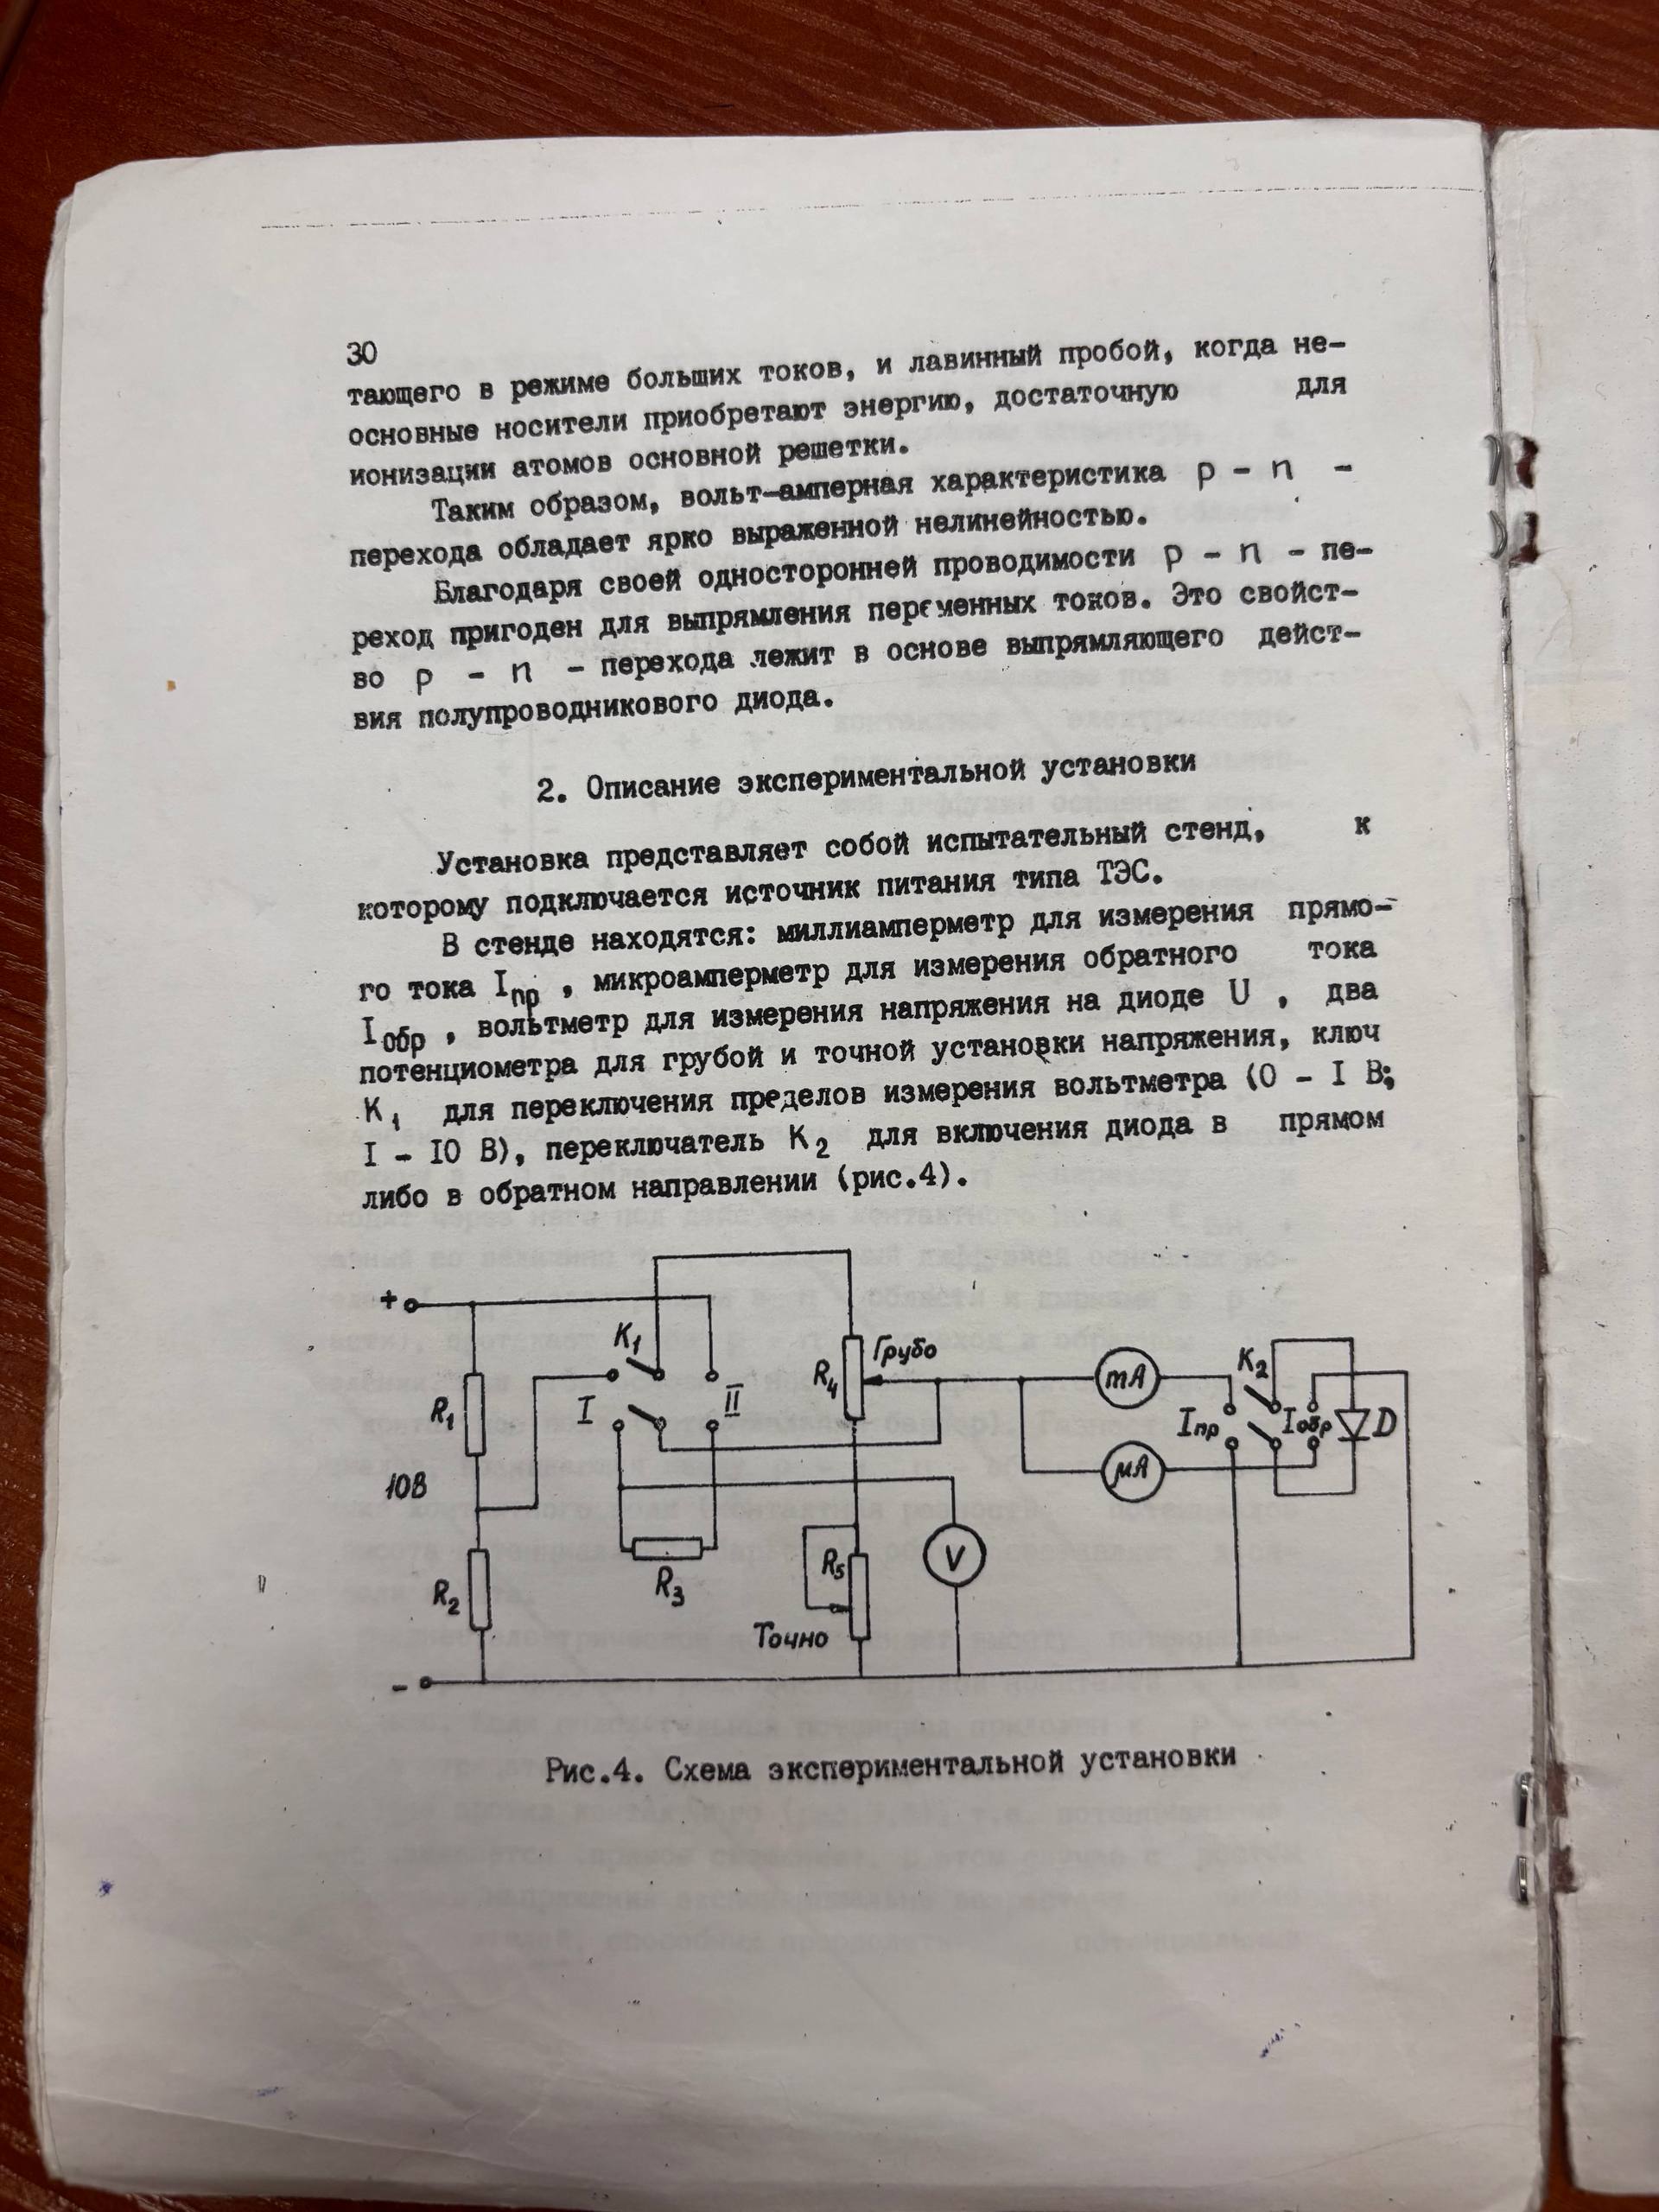 30
тающего в режиме больших токов, и лавинный пробой, когда не-
основные носители приобретают энергию, достаточную для
ионизации атомов основной решетки.
Таким образом, вольт-амперная характеристика p - n -
перехода обладает ярко выраженной нелинейностью.
Благодаря своей односторонней проводимости p - n - пе-
реход пригоден для выпрямления переменных токов. Это свойст-
во p - n - перехода лежит в основе выпрямляющего дейст-
вия полупроводникового диода.
2. Описание экспериментальной установки
Установка представляет собой испытательный стенд, к
которому подключается источник питания типа ТЭС.
В стенде находятся: миллиамперметр для измерения прямо-
го тока Iпр , микроамперметр для измерения обратного тока
Iобр , вольтметр для измерения напряжения на диоде U , два
потенциометра для грубой и точной установки напряжения, ключ
K1 для переключения пределов измерения вольтметра (0 - I В;
I - IO В), переключатель K2 для включения диода в прямом
либо в обратном направлении (рис.4).
+
K1
Грубо
R4
mA
K2
R1
I
II
Iпр
Iобр
D
μA
10В
V
R2
R3
R5
Точно
-
Рис.4. Схема экспериментальной установки